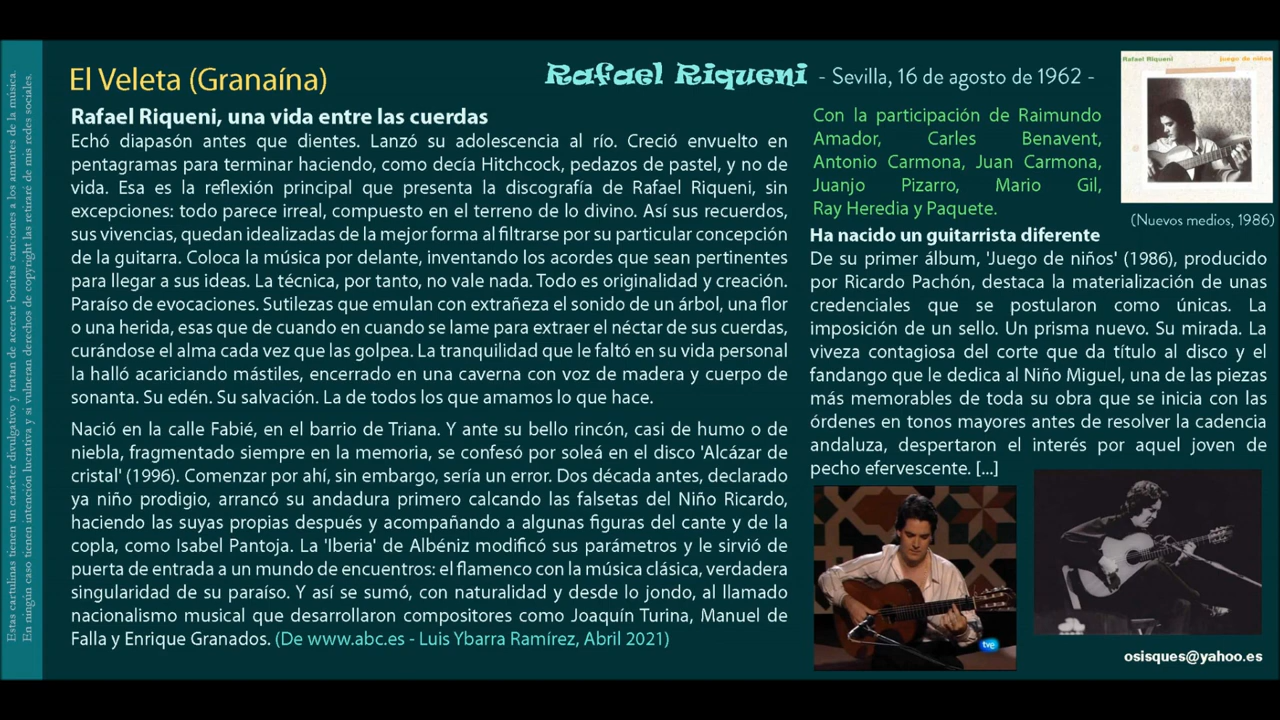 Estas cartulinas tienen un carácter divulgativo y tratan de acercar bonitas canciones a los amantes de la música.
En ningún caso tienen intención lucrativa y si vulneran derechos de copyright las retiraré de mis redes sociales.
El Veleta (Granaína)
Rafael Riqueni - Sevilla, 16 de agosto de 1962 -
Rafael Riqueni, una vida entre las cuerdas
Echó diapasón antes que dientes. Lanzó su adolescencia al río. Creció envuelto en
pentagramas para terminar haciendo, como decía Hitchcock, pedazos de pastel, y no de
vida. Esa es la reflexión principal que presenta la discografía de Rafael Riqueni, sin
excepciones: todo parece irreal, compuesto en el terreno de lo divino. Así sus recuerdos,
sus vivencias, quedan idealizadas de la mejor forma al filtrarse por su particular concepción
de la guitarra. Coloca la música por delante, inventando los acordes que sean pertinentes
para llegar a sus ideas. La técnica, por tanto, no vale nada. Todo es originalidad y creación.
Paraíso de evocaciones. Sutilezas que emulan con extrañeza el sonido de un árbol, una flor
o una herida, esas que de cuando en cuando se lame para extraer el néctar de sus cuerdas,
curándose el alma cada vez que las golpea. La tranquilidad que le faltó en su vida personal
la halló acariciando mástiles, encerrado en una caverna con voz de madera y cuerpo de
sonanta. Su edén. Su salvación. La de todos los que amamos lo que hace.
Nació en la calle Fabié, en el barrio de Triana. Y ante su bello rincón, casi de humo o de
niebla, fragmentado siempre en la memoria, se confesó por soleá en el disco 'Alcázar de
cristal' (1996). Comenzar por ahí, sin embargo, sería un error. Dos década antes, declarado
ya niño prodigio, arrancó su andadura primero calcando las falsetas del Niño Ricardo,
haciendo las suyas propias después y acompañando a algunas figuras del cante y de la
copla, como Isabel Pantoja. La 'Iberia' de Albéniz modificó sus parámetros y le sirvió de
puerta de entrada a un mundo de encuentros: el flamenco con la música clásica, verdadera
singularidad de su paraíso. Y así se sumó, con naturalidad y desde lo jondo, al llamado
nacionalismo musical que desarrollaron compositores como Joaquín Turina, Manuel de
Falla y Enrique Granados. (De www.abc.es - Luis Ybarra Ramírez, Abril 2021)
Con la participación de Raimundo
Amador, Carles Benavent,
Antonio Carmona, Juan Carmona,
Juanjo Pizarro, Mario Gil,
Ray Heredia y Paquete.
Rafael Riqueni juego de niños
(Nuevos medios, 1986)
Ha nacido un guitarrista diferente
De su primer álbum, 'Juego de niños' (1986), producido
por Ricardo Pachón, destaca la materialización de unas
credenciales que se postularon como únicas. La
imposición de un sello. Un prisma nuevo. Su mirada. La
viveza contagiosa del corte que da título al disco y el
fandango que le dedica al Niño Miguel, una de las piezas
más memorables de toda su obra que se inicia con las
órdenes en tonos mayores antes de resolver la cadencia
andaluza, despertaron el interés por aquel joven de
pecho efervescente. [...]
tve
osisques@yahoo.es